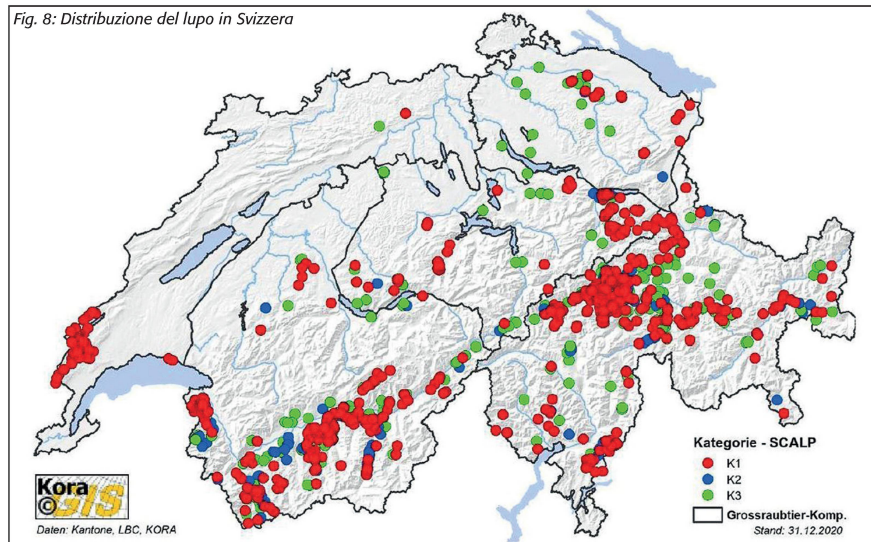 Fig. 8: Distribuzione del lupo in Svizzera
Kategorie - SCALP
K1
K2
K3
Grossraubtier-Komp.
Stand: 31.12.2020
Kora
©GIS
Daten: Kantone, LBC, KORA